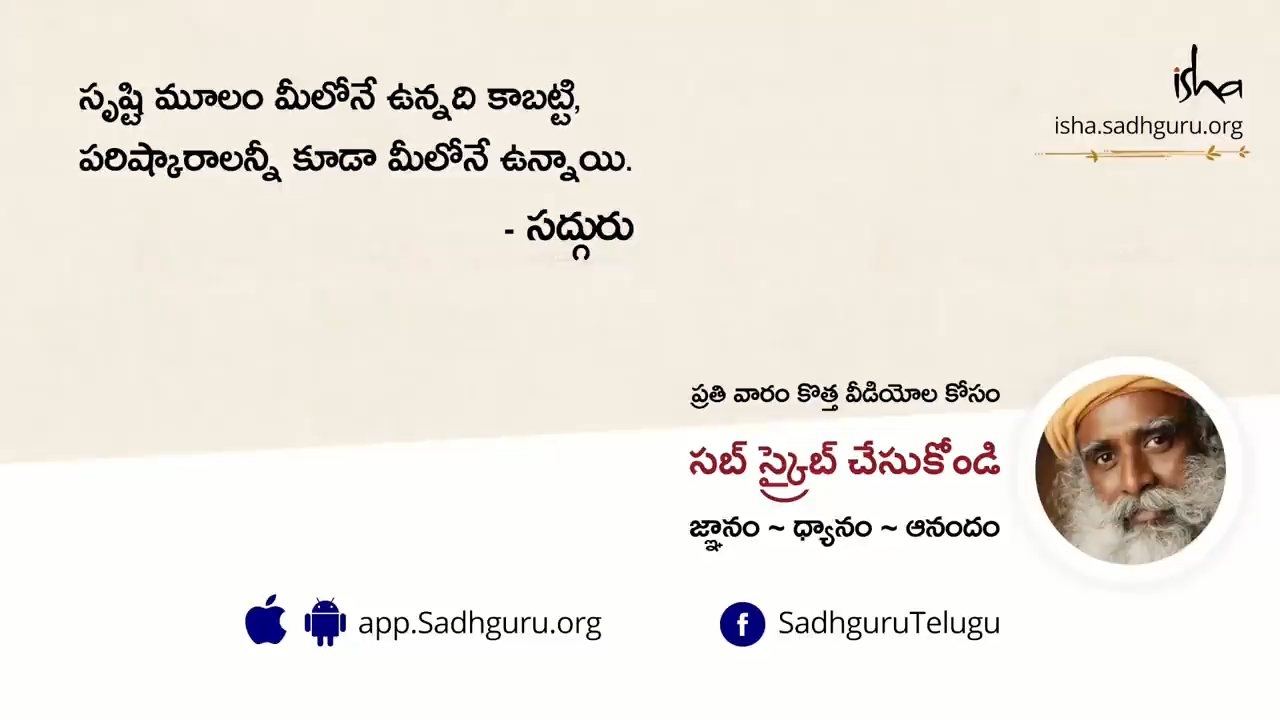 సృష్టి మూలం మీలోనే ఉన్నది కాబట్టి,
పరిష్కారాలన్నీ కూడా మీలోనే ఉన్నాయి.
- సద్గురు
isha
isha.sadhguru.org
ప్రతి వారం కొత్త వీడియోల కోసం
సబ్ స్క్రైబ్ చేసుకోండి
జ్ఞానం ~ ధ్యానం ~ ఆనందం
app.Sadhguru.org
f SadhguruTelugu